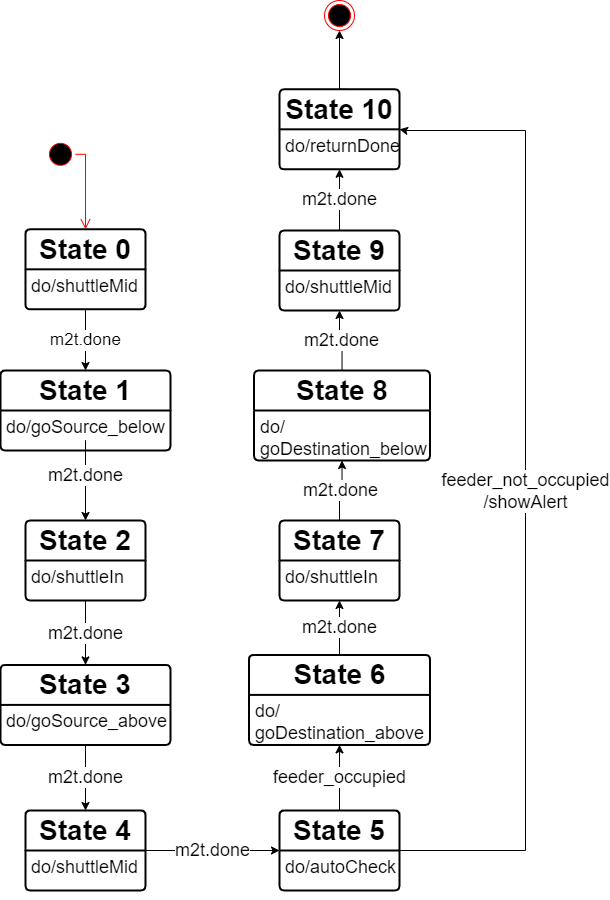 State 0
do/shuttleMid
m2t.done
State 1
do/goSource_below
m2t.done
State 2
do/shuttleIn
m2t.done
State 3
do/goSource_above
m2t.done
State 4
do/shuttleMid
m2t.done
State 5
do/autoCheck
feeder_occupied
State 6
do/
goDestination_above
m2t.done
State 7
do/shuttleIn
m2t.done
State 8
do/
goDestination_below
m2t.done
State 9
do/shuttleMid
m2t.done
State 10
do/returnDone
feeder_not_occupied
/showAlert